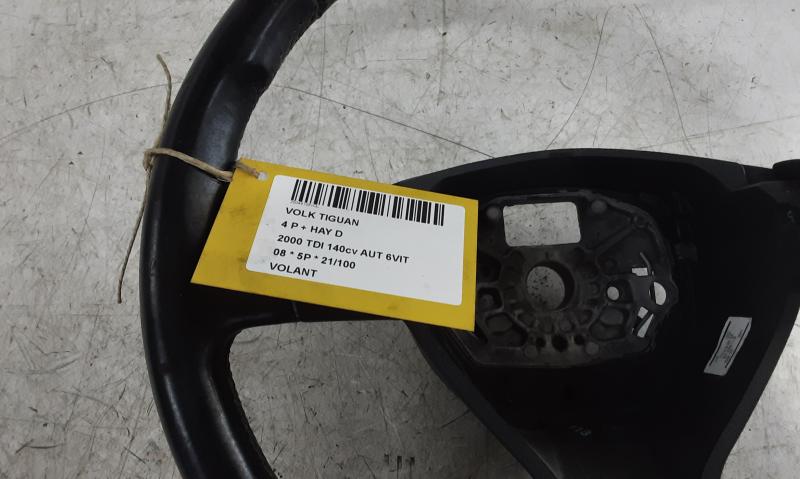 VOLK TIGUAN
4 P + HAY D
2000 TDI 140cv AUT 6VIT
08 * 5P * 21/100
VOLANT